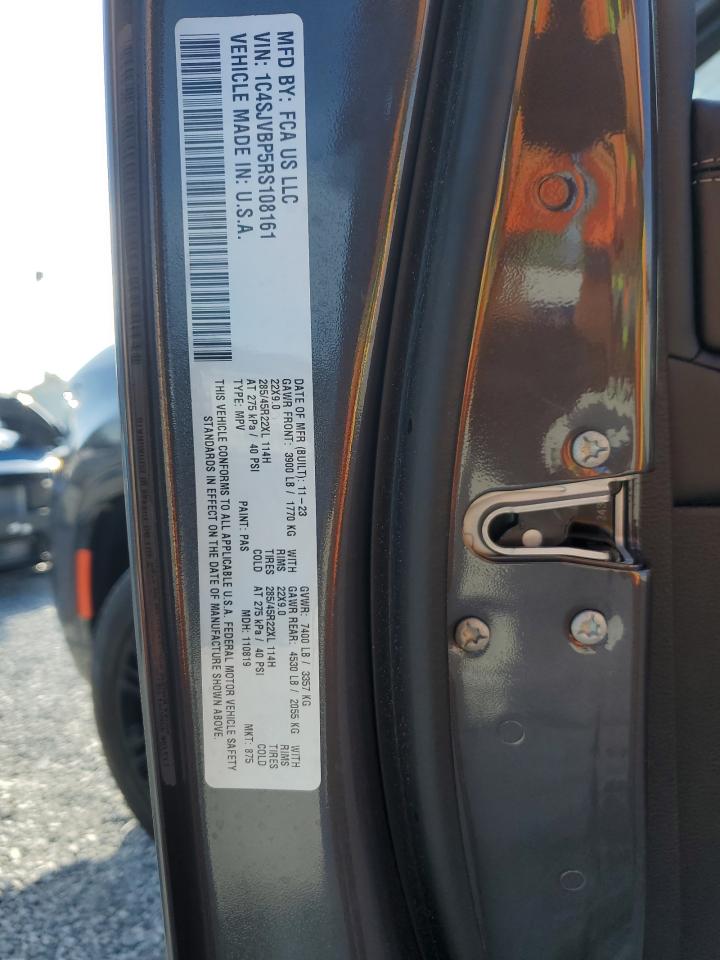 MFD BY: FCA US LLC
VIN: 1C4SJVBP5RS108161
VEHICLE MADE IN: U.S.A.
DATE OF MFR (BUILT): 11-23 GVWR: 7400 LB / 3357 KG
GAWR FRONT: 3900 LB / 1770 KG WITH GAWR REAR: 4530 LB / 2055 KG WITH
22X9.0 RIMS 22X9.0 RIMS
285/45R22XL 114H TIRES 285/45R22XL 114H TIRES
AT 275 kPa / 40 PSI COLD AT 275 kPa / 40 PSI COLD
TYPE: MPV PAINT: PAS MDH: 110819 MKT: 875
THIS VEHICLE CONFORMS TO ALL APPLICABLE U.S.A. FEDERAL MOTOR VEHICLE SAFETY
STANDARDS IN EFFECT ON THE DATE OF MANUFACTURE SHOWN ABOVE.